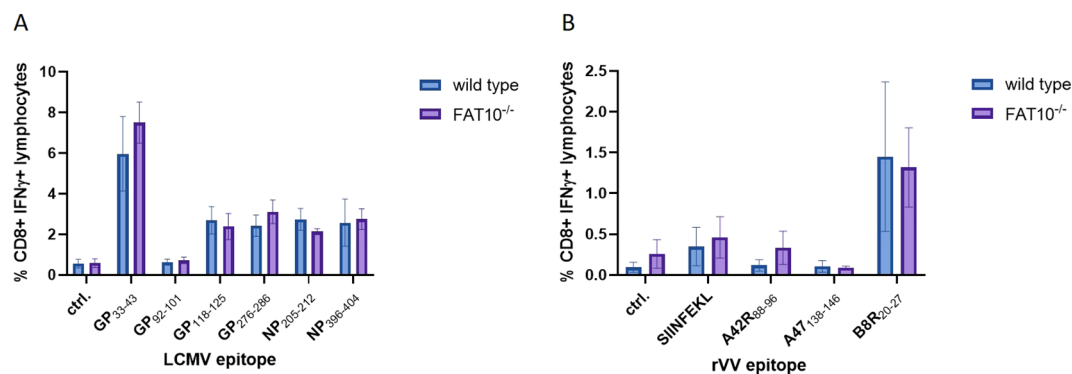 A
% CD8+ IFNγ+ lymphocytes
10
8
6
4
2
0
ctrl.
GP33-43
GP92-101
GP118-125
GP276-286
NP205-212
NP396-404
LCMV epitope
wild type
FAT10-/-
B
% CD8+ IFNγ+ lymphocytes
2.5
2.0
1.5
1.0
0.5
0.0
ctrl.
SIINFEKL
A42R88-96
A47138-146
B8R20-27
rVV epitope
wild type
FAT10-/-